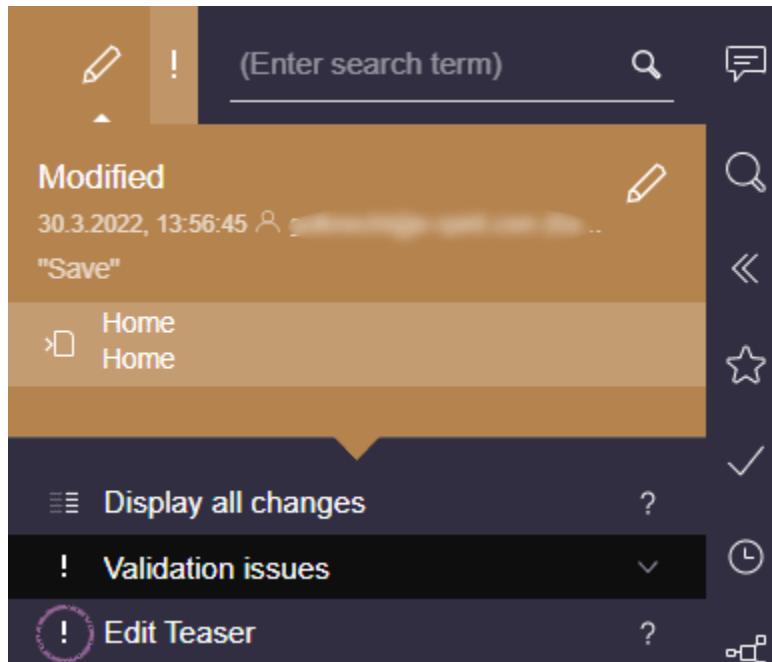 !
(Enter search term)
Modified
30.3.2022, 13:56:45
"Save"
Home
Home
Display all changes ?
! Validation issues
! Edit Teaser ?